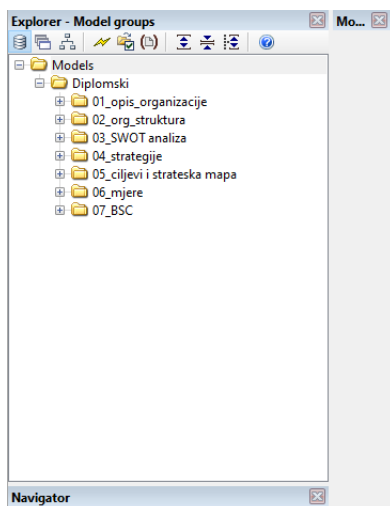 Explorer - Model groups
Mo...
Models
Diplomski
01_opis_organizacije
02_org_struktura
03_SWOT analiza
04_strategije
05_ciljevi i strateska mapa
06_mjere
07_BSC
Navigator